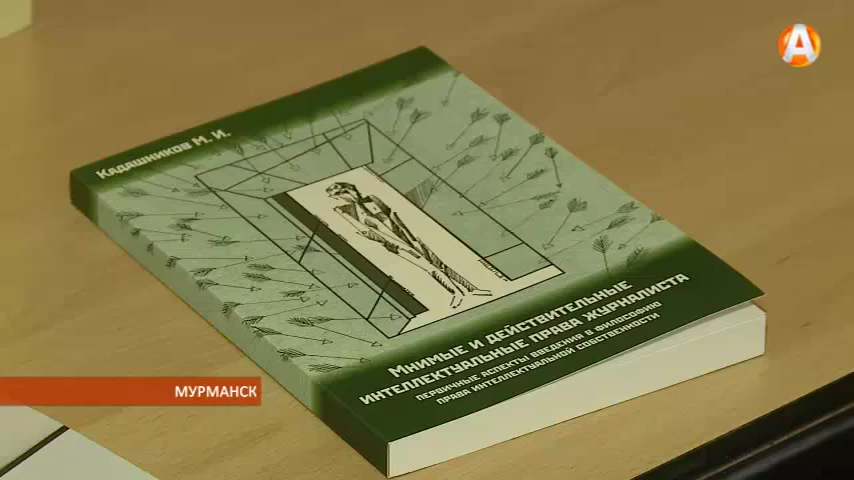 А
Кадашников М. И.
Мнимые и действительные
интеллектуальные права журналиста
первичные аспекты введения в философию
права интеллектуальной собственности
МУРМАНСК